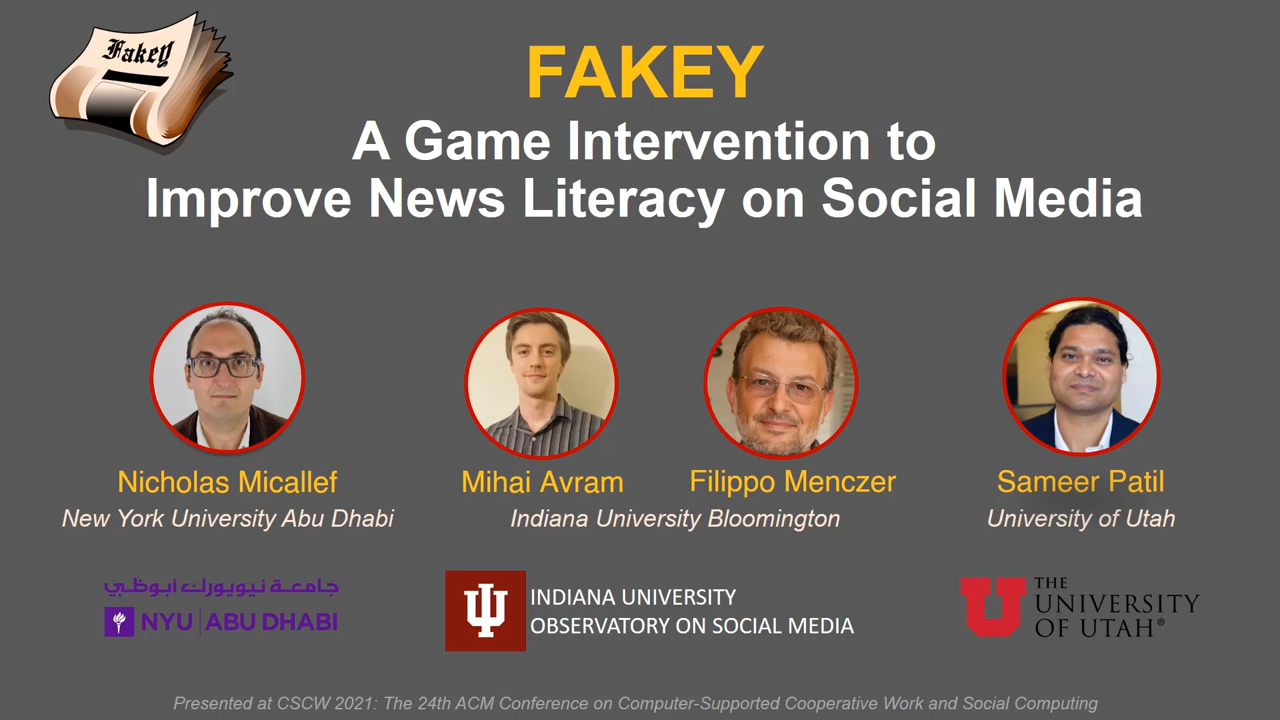 Fakey
FAKEY
A Game Intervention to
Improve News Literacy on Social Media
Nicholas Micallef
New York University Abu Dhabi
Mihai Avram
Filippo Menczer
Indiana University Bloomington
Sameer Patil
University of Utah
جامعة نيويورك أبوظبي
NYU | ABU DHABI
INDIANA UNIVERSITY
OBSERVATORY ON SOCIAL MEDIA
THE
UNIVERSITY
OF UTAH®
Presented at CSCW 2021: The 24th ACM Conference on Computer-Supported Cooperative Work and Social Computing